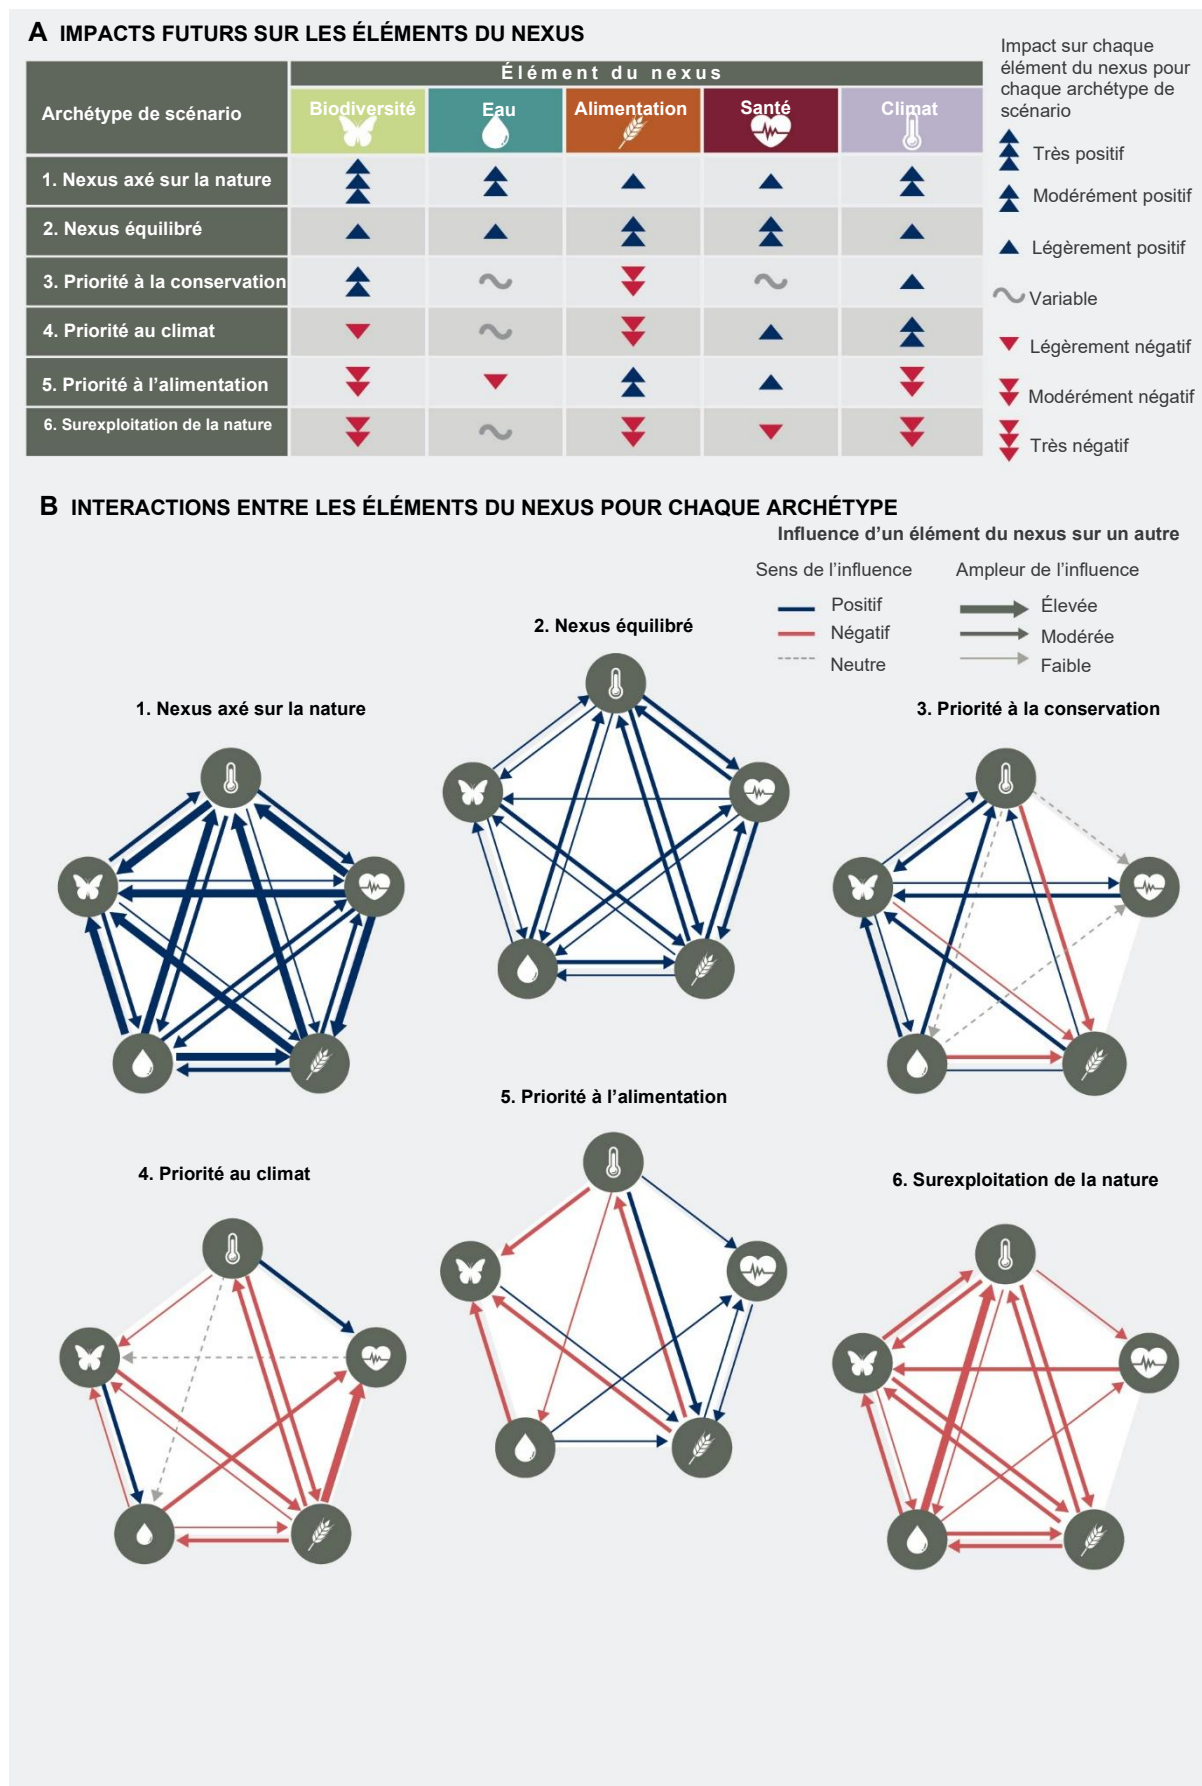 A IMPACTS FUTURS SUR LES ÉLÉMENTS DU NEXUS
Archétype de scénario
Élément du nexus
Biodiversité
Eau
Alimentation
Santé
Climat
1. Nexus axé sur la nature
2. Nexus équilibré
3. Priorité à la conservation
4. Priorité au climat
5. Priorité à l’alimentation
6. Surexploitation de la nature
Impact sur chaque
élément du nexus pour
chaque archétype de
scénario
Très positif
Modérément positif
Légèrement positif
Variable
Légèrement négatif
Modérément négatif
Très négatif
B INTERACTIONS ENTRE LES ÉLÉMENTS DU NEXUS POUR CHAQUE ARCHÉTYPE
Influence d’un élément du nexus sur un autre
Sens de l’influence
Positif
Négatif
Neutre
Ampleur de l’influence
Élevée
Modérée
Faible
1. Nexus axé sur la nature
2. Nexus équilibré
3. Priorité à la conservation
4. Priorité au climat
5. Priorité à l’alimentation
6. Surexploitation de la nature